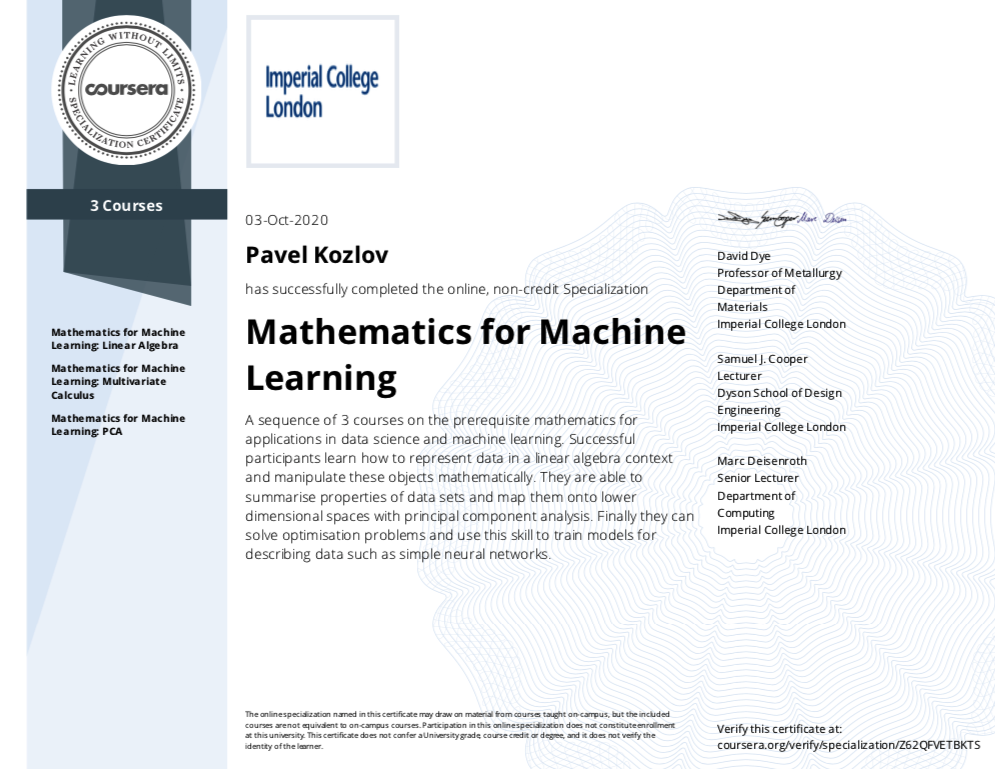 LEARNING WITHOUT LIMITS
coursera
SPECIALIZATION CERTIFICATE
3 Courses
Mathematics for Machine
Learning: Linear Algebra
Mathematics for Machine
Learning: Multivariate
Calculus
Mathematics for Machine
Learning: PCA
Imperial College
London
03-Oct-2020
Pavel Kozlov
has successfully completed the online, non-credit Specialization
Mathematics for Machine
Learning
A sequence of 3 courses on the prerequisite mathematics for
applications in data science and machine learning. Successful
participants learn how to represent data in a linear algebra context
and manipulate these objects mathematically. They are able to
summarise properties of data sets and map them onto lower
dimensional spaces with principal component analysis. Finally they can
solve optimisation problems and use this skill to train models for
describing data such as simple neural networks.
The online specialization named in this certificate may draw on material from courses taught on-campus, but the included
courses are not equivalent to on-campus courses. Participation in this online specialization does not constitute enrollment
at this university. This certificate does not confer a University grade, course credit or degree, and it does not verify the
identity of the learner.
Marc
David Dye
Professor of Metallurgy
Department of
Materials
Imperial College London
Samuel J. Cooper
Lecturer
Dyson School of Design
Engineering
Imperial College London
Marc Deisenroth
Senior Lecturer
Department of
Computing
Imperial College London
Verify this certificate at:
coursera.org/verify/specialization/Z62QFVETBKTS